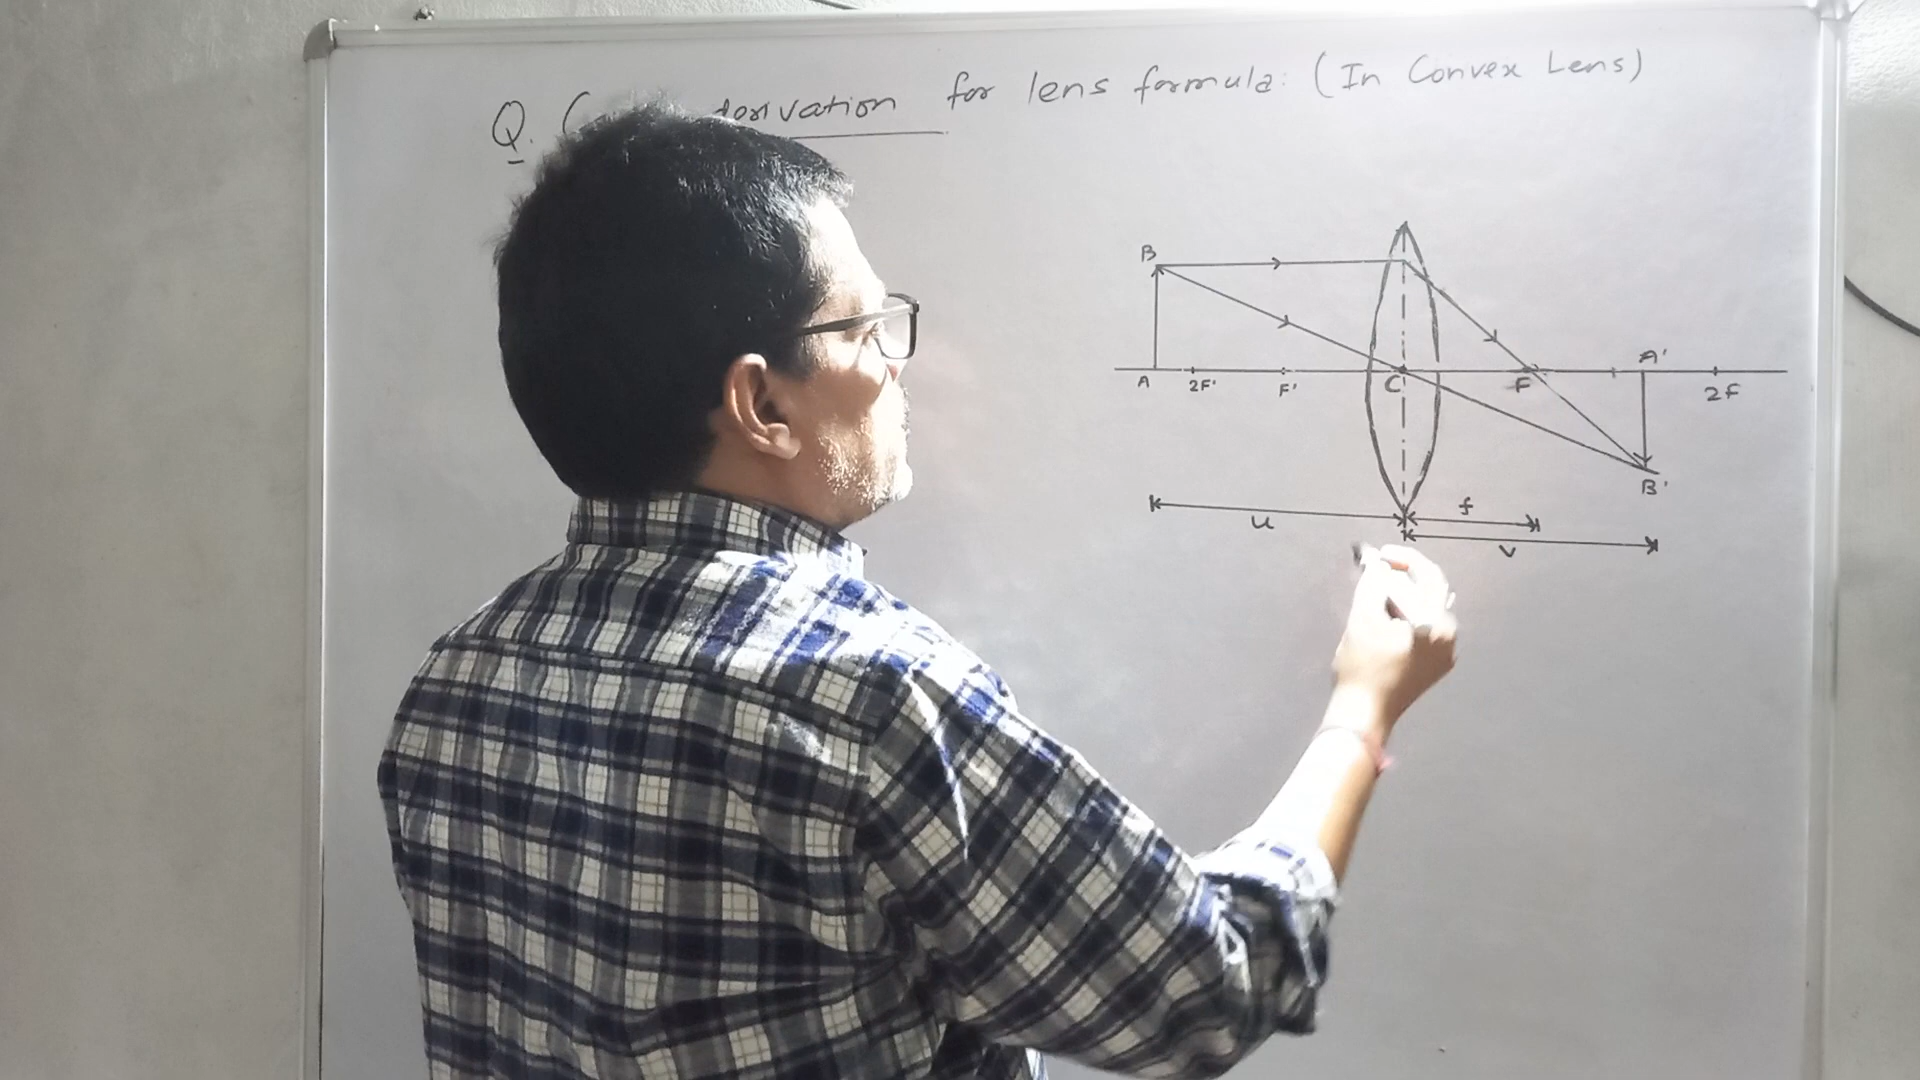 Q. derivation for lens formula: (In Convex Lens)
B
A'
A 2F' F' C F 2F
B'
f
u
v